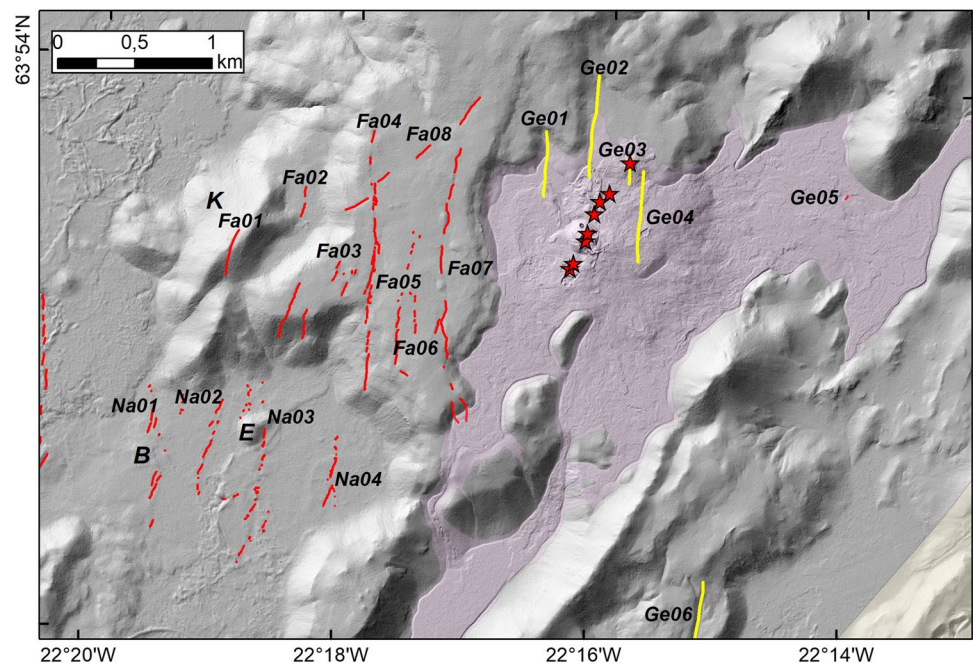 63°54'N
0 0,5 1
km
Ge02
Ge01
Fa04
Fa08
Ge03
Fa02
K
Fa01
Ge05
Ge04
Fa03
Fa07
Fa05
Fa06
Na01
Na02
Na03
E
B
Na04
Ge06
22°20'W 22°18'W 22°16'W 22°14'W